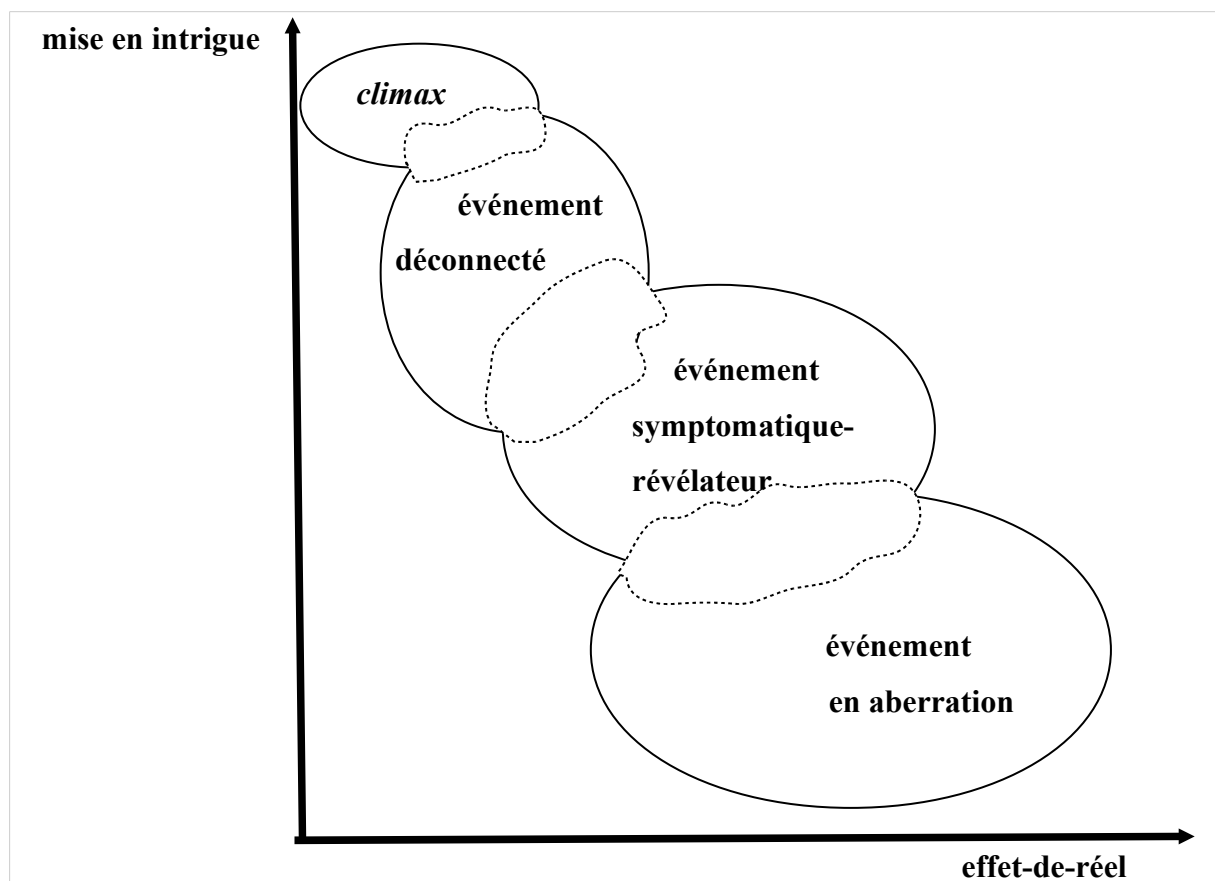 mise en intrigue
climax
événement
déconnecté
événement
symptomatique-
révélateur
événement
en aberration
effet-de-réel